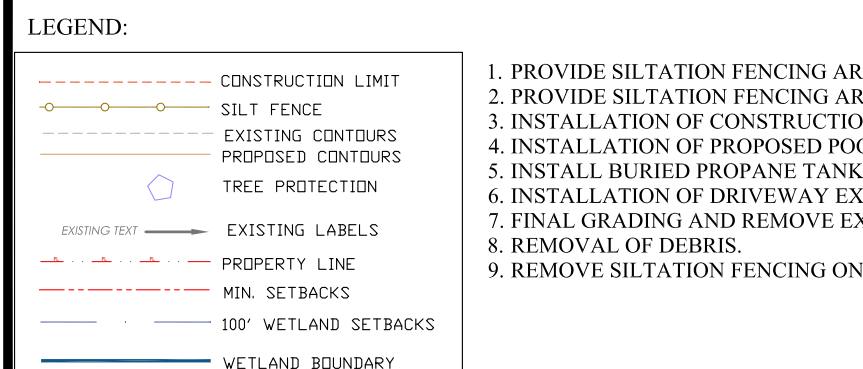 LEGEND:
CONSTRUCTION LIMIT
SILT FENCE
EXISTING CONTOURS
PROPOSED CONTOURS
TREE PROTECTION
EXISTING TEXT EXISTING LABELS
PROPERTY LINE
MIN. SETBACKS
100' WETLAND SETBACKS
WETLAND BOUNDARY
1. PROVIDE SILTATION FENCING AR
2. PROVIDE SILTATION FENCING AR
3. INSTALLATION OF CONSTRUCTIO
4. INSTALLATION OF PROPOSED POO
5. INSTALL BURIED PROPANE TANK
6. INSTALLATION OF DRIVEWAY EX
7. FINAL GRADING AND REMOVE EX
8. REMOVAL OF DEBRIS.
9. REMOVE SILTATION FENCING ON